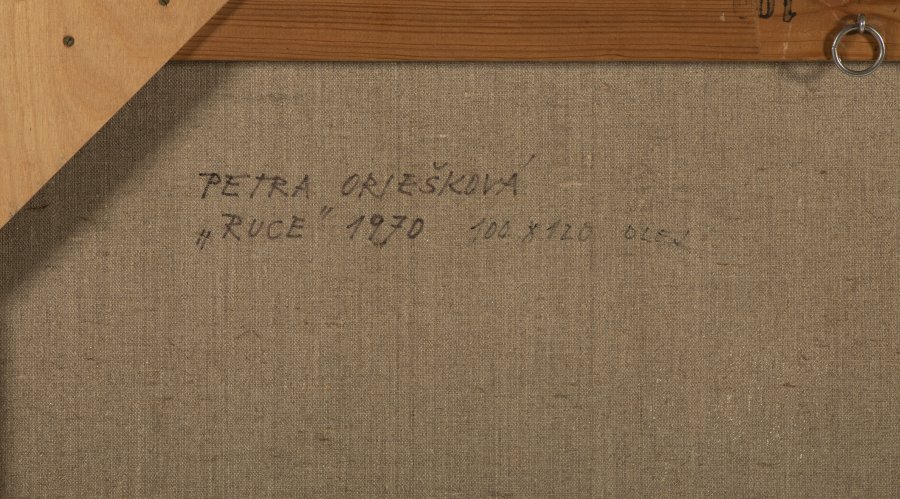 PETRA ORIEŠKOVÁ
„RUCE" 1970 100 x 120 OLEJ